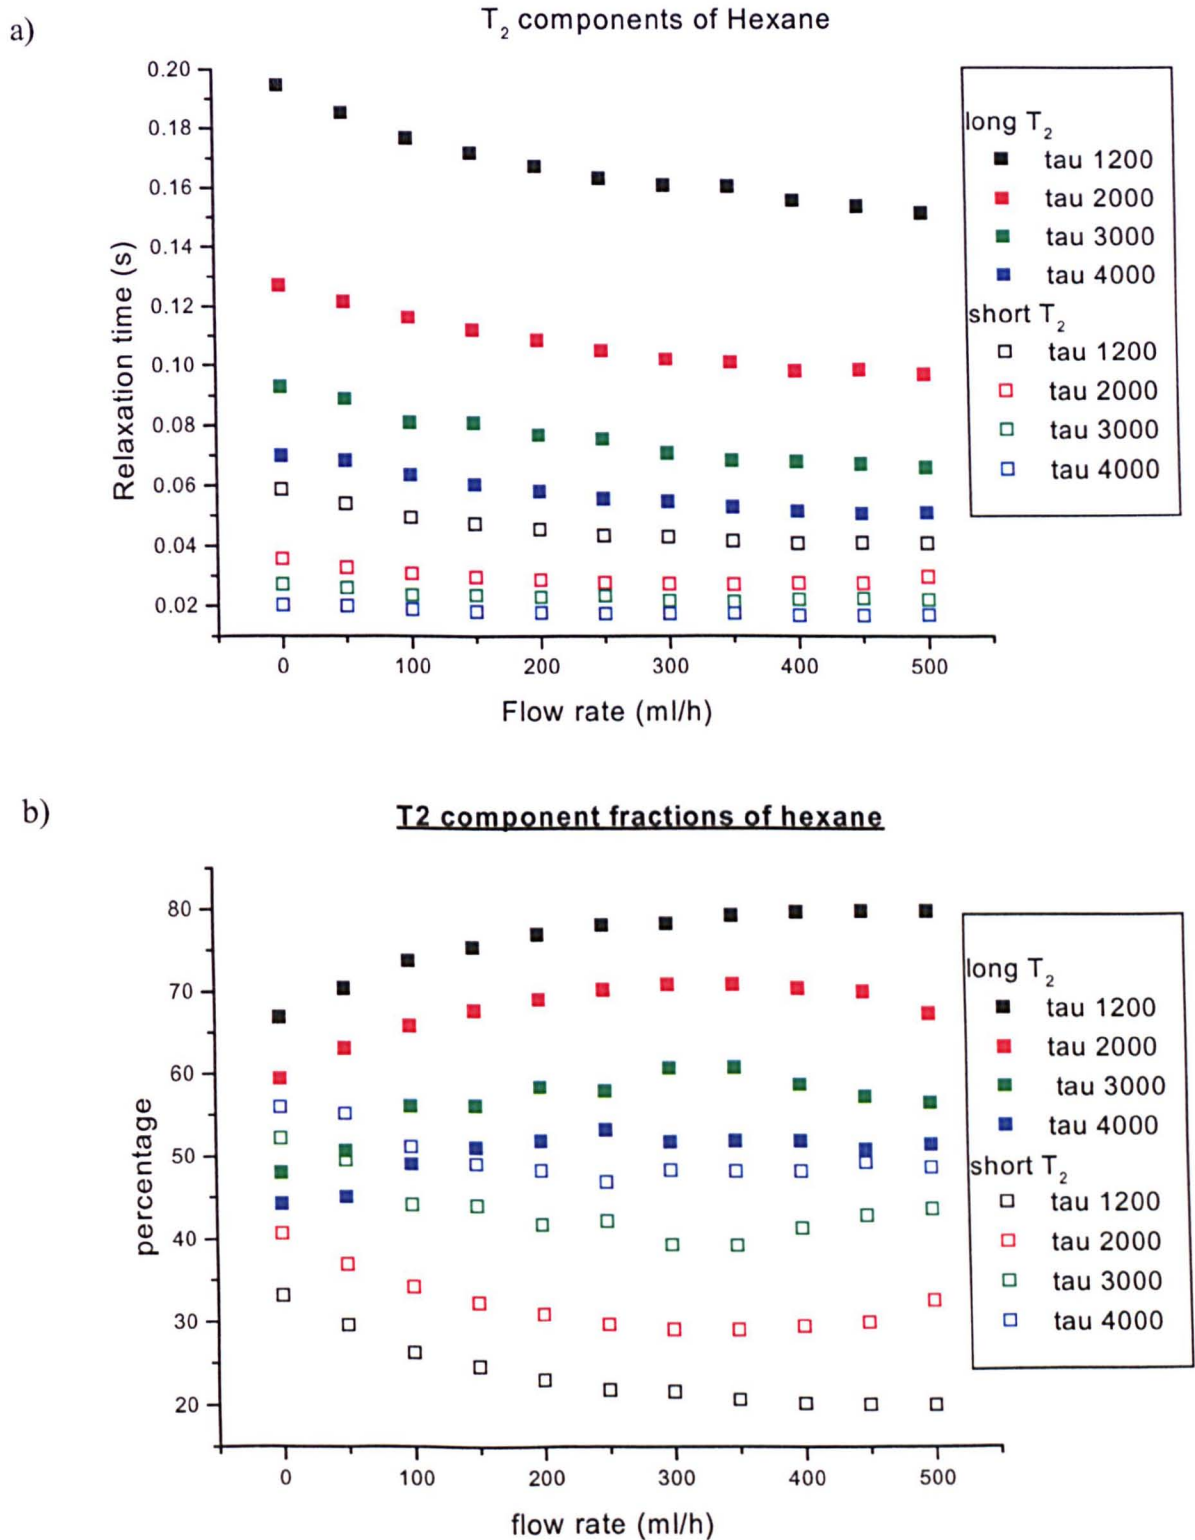 a)
T2 components of Hexane
0.20
0.18
0.16
0.14
0.12
0.10
0.08
0.06
0.04
0.02
Relaxation time (s)
0 100 200 300 400 500
Flow rate (ml/h)
long T2
tau 1200
tau 2000
tau 3000
tau 4000
short T2
tau 1200
tau 2000
tau 3000
tau 4000
b)
T2 component fractions of hexane
80
70
60
50
40
30
20
percentage
0 100 200 300 400 500
flow rate (ml/h)
long T2
tau 1200
tau 2000
tau 3000
tau 4000
short T2
tau 1200
tau 2000
tau 3000
tau 4000